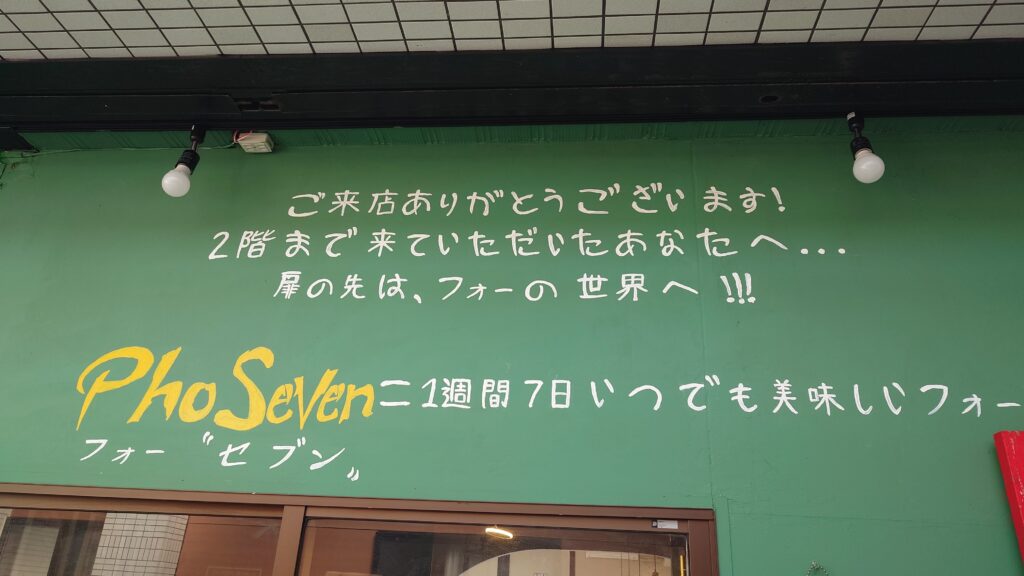 ご来店ありがとうございます!
2階まで来ていただいたあなたへ...
扉の先は、フォーの世界へ!!!
Pho Seven=1週間7日いつでも美味しいフォー
フォー〝セブン〟